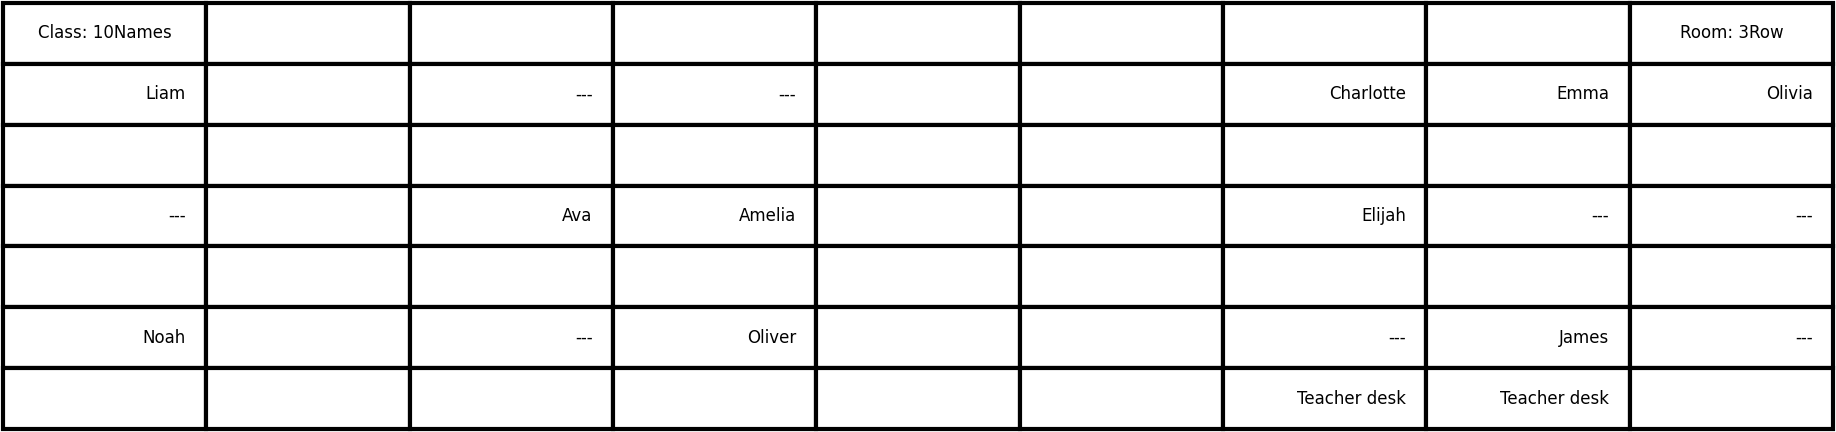 Class: 10Names Room: 3Row
Liam --- --- Charlotte Emma Olivia
--- Ava Amelia Elijah --- ---
Noah --- Oliver --- James ---
Teacher desk Teacher desk